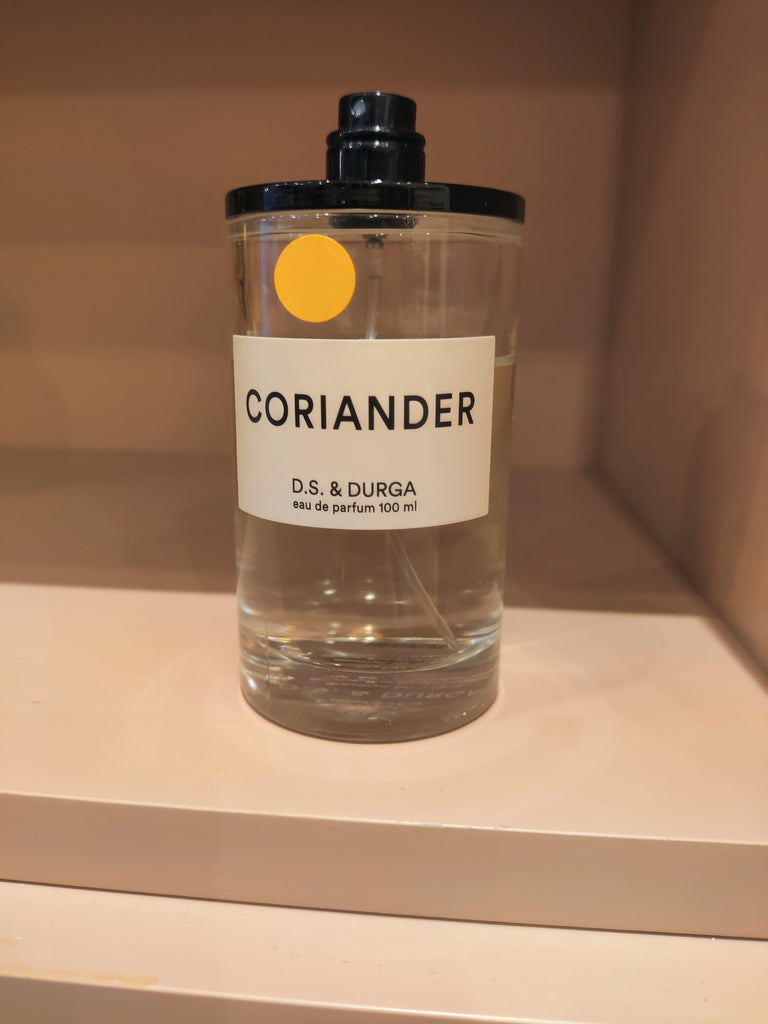 CORIANDER
D.S. & DURGA
eau de parfum 100 ml